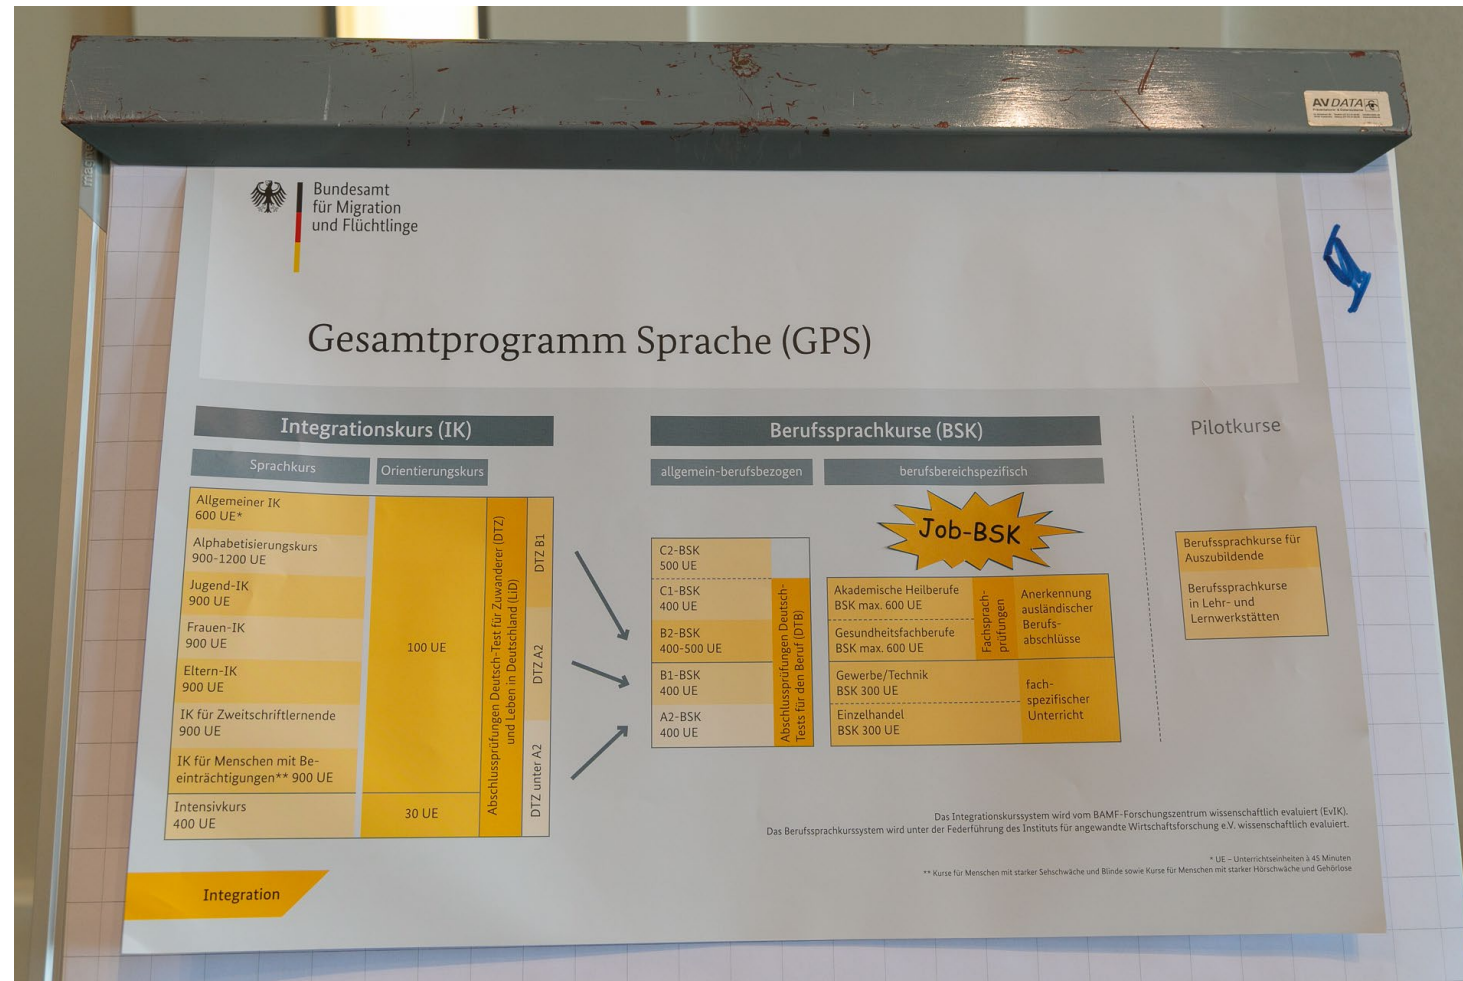 AV DATA
magne
Bundesamt
für Migration
und Flüchtlinge
Gesamtprogramm Sprache (GPS)
Integrationskurs (IK)
Sprachkurs
Orientierungskurs
Allgemeiner IK
600 UE*
Alphabetisierungskurs
900-1200 UE
Jugend-IK
900 UE
Frauen-IK
900 UE
Eltern-IK
900 UE
IK für Zweitschriftlernende
900 UE
IK für Menschen mit Be-
einträchtigungen** 900 UE
Intensivkurs
400 UE
100 UE
30 UE
Abschlussprüfungen Deutsch-Test für Zuwanderer (DTZ)
und Leben in Deutschland (LiD)
DTZ B1
DTZ A2
DTZ unter A2
Berufssprachkurse (BSK)
allgemein-berufsbezogen
berufsbereichspezifisch
C2-BSK
500 UE
C1-BSK
400 UE
B2-BSK
400-500 UE
B1-BSK
400 UE
A2-BSK
400 UE
Abschlussprüfungen Deutsch-
Tests für den Beruf (DTB)
Job-BSK
Akademische Heilberufe
BSK max. 600 UE
Gesundheitsfachberufe
BSK max. 600 UE
Gewerbe/Technik
BSK 300 UE
Einzelhandel
BSK 300 UE
Fachsprach-
prüfungen
Anerkennung
ausländischer
Berufs-
abschlüsse
fach-
spezifischer
Unterricht
Pilotkurse
Berufssprachkurse für
Auszubildende
Berufssprachkurse
in Lehr- und
Lernwerkstätten
Das Integrationskurssystem wird vom BAMF-Forschungszentrum wissenschaftlich evaluiert (EvIK).
Das Berufssprachkurssystem wird unter der Federführung des Instituts für angewandte Wirtschaftsforschung e.V. wissenschaftlich evaluiert.
* UE – Unterrichtseinheiten à 45 Minuten
** Kurse für Menschen mit starker Sehschwäche und Blinde sowie Kurse für Menschen mit starker Hörschwäche und Gehörlose
Integration